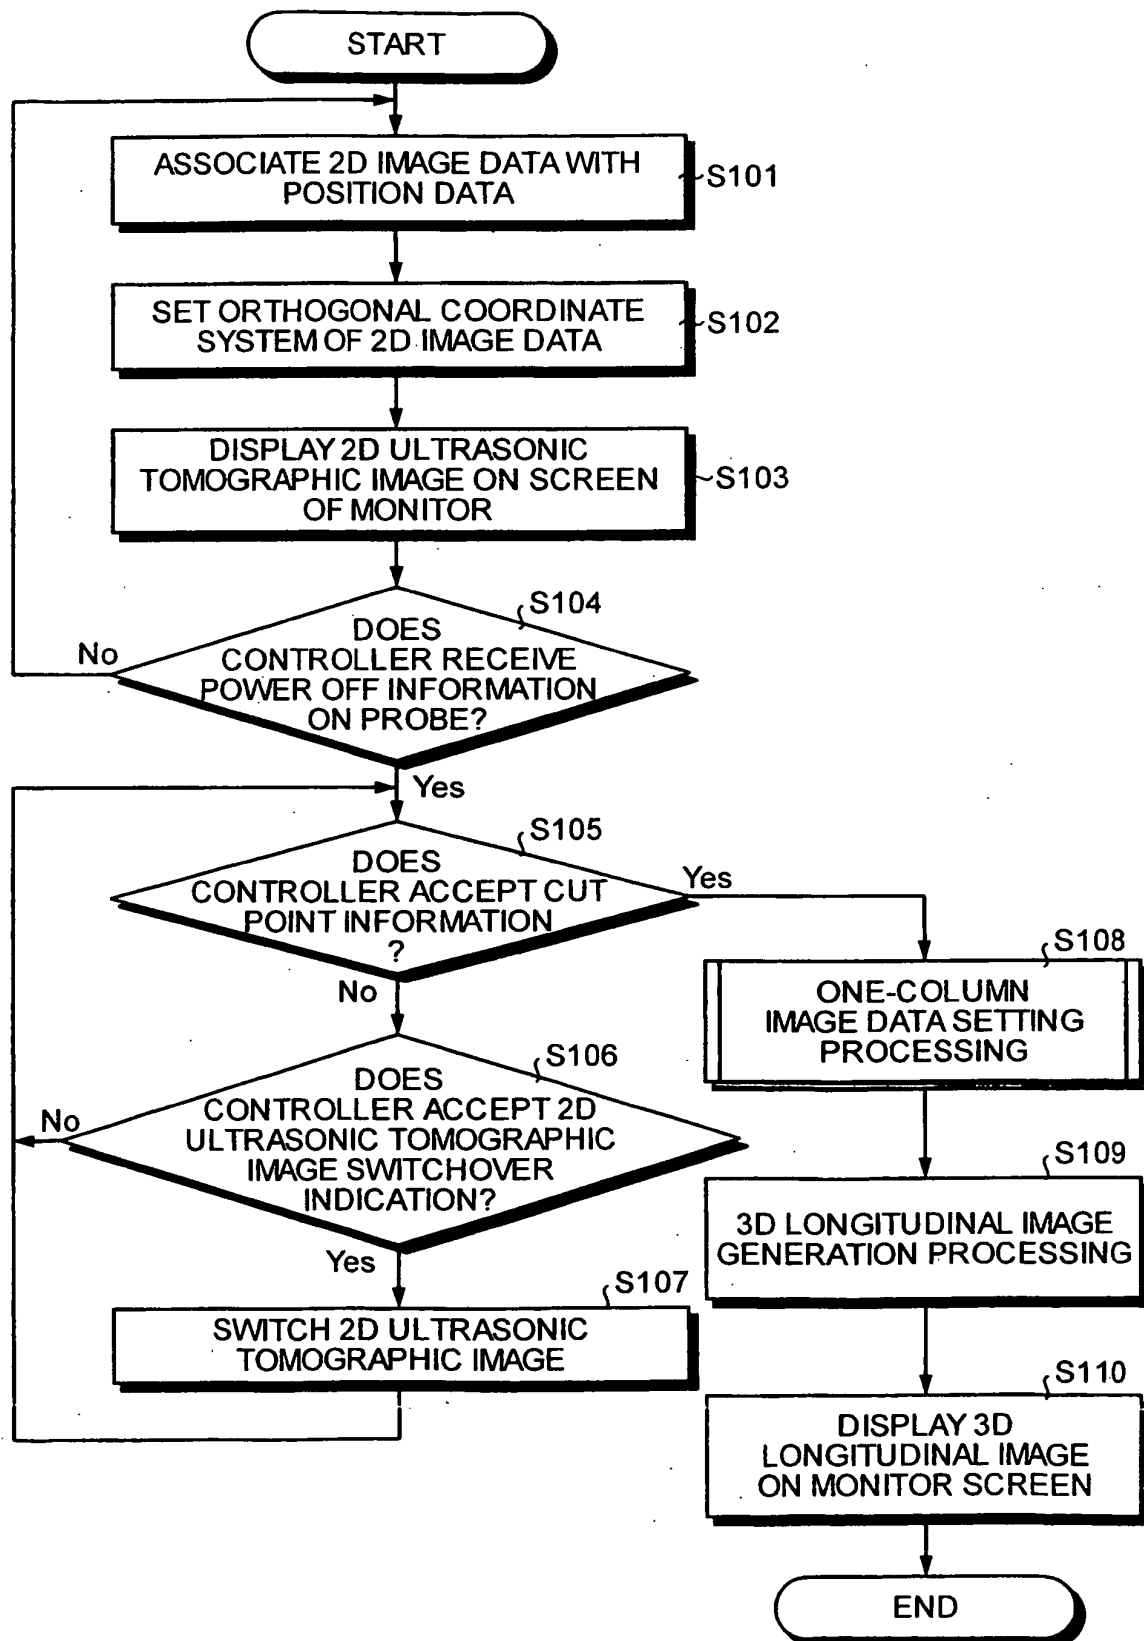 START
ASSOCIATE 2D IMAGE DATA WITH
POSITION DATA
S101
SET ORTHOGONAL COORDINATE
SYSTEM OF 2D IMAGE DATA
S102
DISPLAY 2D ULTRASONIC
TOMOGRAPHIC IMAGE ON SCREEN
OF MONITOR
S103
S104
DOES
CONTROLLER RECEIVE
POWER OFF INFORMATION
ON PROBE?
No
Yes
S105
DOES
CONTROLLER ACCEPT CUT
POINT INFORMATION
?
Yes
No
S106
DOES
CONTROLLER ACCEPT 2D
ULTRASONIC TOMOGRAPHIC
IMAGE SWITCHOVER
INDICATION?
No
Yes
S107
SWITCH 2D ULTRASONIC
TOMOGRAPHIC IMAGE
S108
ONE-COLUMN
IMAGE DATA SETTING
PROCESSING
S109
3D LONGITUDINAL IMAGE
GENERATION PROCESSING
S110
DISPLAY 3D
LONGITUDINAL IMAGE
ON MONITOR SCREEN
END